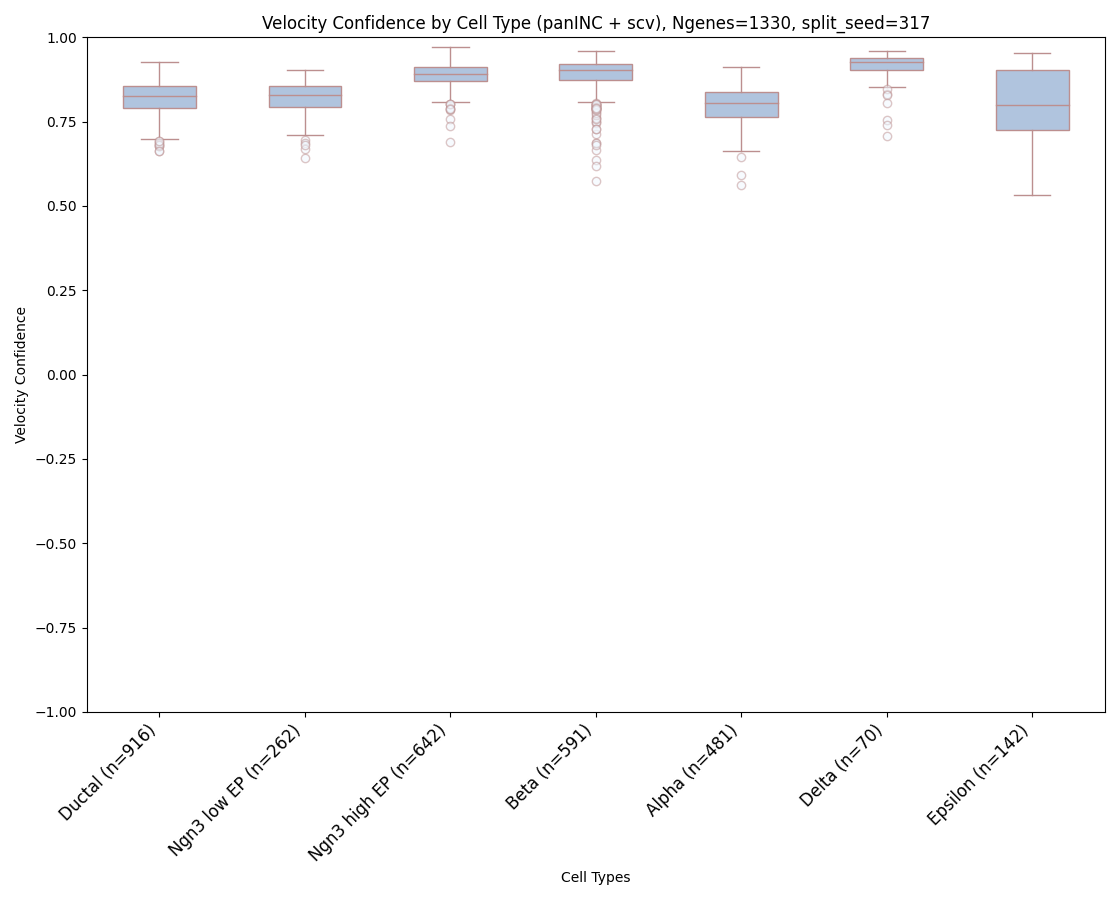 Velocity Confidence by Cell Type (panINC + scv), Ngenes=1330, split_seed=317
Velocity Confidence
1.00
0.75
0.50
0.25
0.00
−0.25
−0.50
−0.75
−1.00
Ductal (n=916)
Ngn3 low EP (n=262)
Ngn3 high EP (n=642)
Beta (n=591)
Alpha (n=481)
Delta (n=70)
Epsilon (n=142)
Cell Types